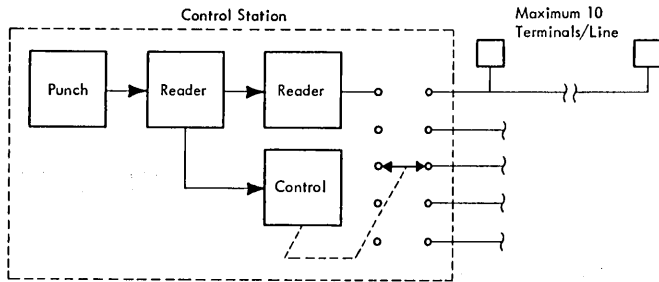 Control Station
Maximum 10
Terminals/Line
Punch
Reader
Reader
Control